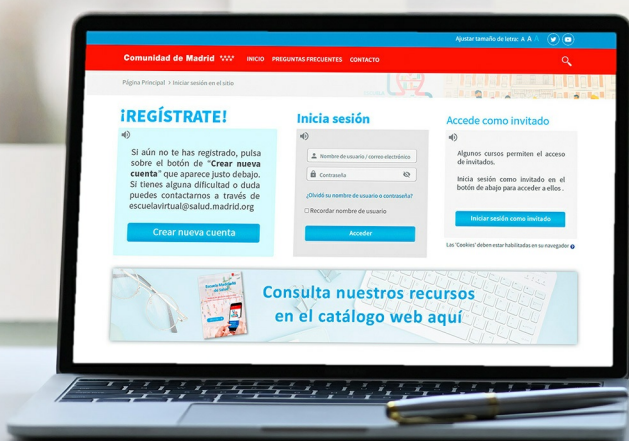 Ajustar tamaño de letra: A A A
Comunidad de Madrid
INICIO PREGUNTAS FRECUENTES CONTACTO
Página Principal > Iniciar sesión en el sitio
¡REGÍSTRATE!
Si aún no te has registrado, pulsa
sobre el botón de "Crear nueva
cuenta" que aparece justo debajo.
Si tienes alguna dificultad o duda
puedes contactarnos a través de
escuelavirtual@salud.madrid.org
Crear nueva cuenta
Inicia sesión
Nombre de usuario / correo electrónico
Contraseña
¿Olvidó su nombre de usuario o contraseña?
Recordar nombre de usuario
Acceder
Accede como invitado
Algunos cursos permiten el acceso
de invitados.
Inicia sesión como invitado en el
botón de abajo para acceder a ellos .
Iniciar sesión como invitado
Las 'Cookies' deben estar habilitadas en su navegador
Consulta nuestros recursos
en el catálogo web aquí